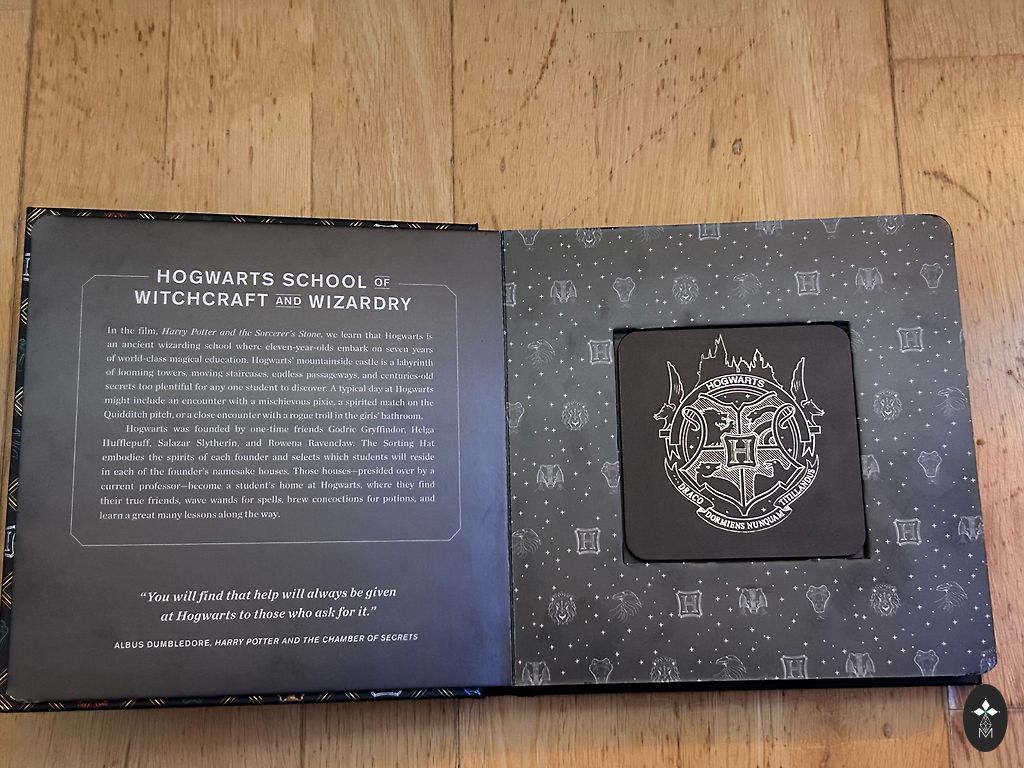 HOGWARTS SCHOOL OF
WITCHCRAFT AND WIZARDRY
In the film, Harry Potter and the Sorcerer's Stone, we learn that Hogwarts is
an ancient wizarding school where eleven-year-olds embark on seven years
of world-class magical education. Hogwarts' mountainside castle is a labyrinth
of looming towers, moving staircases, endless passageways, and centuries-old
secrets too plentiful for any one student to discover. A typical day at Hogwarts
might include an encounter with a mischievous pixie, a spirited match on the
Quidditch pitch, or a close encounter with a rogue troll in the girls' bathroom.
Hogwarts was founded by one-time friends Godric Gryffindor, Helga
Hufflepuff, Salazar Slytherin, and Rowena Ravenclaw. The Sorting Hat
embodies the spirits of each founder and selects which students will reside
in each of the founder's namesake houses. Those houses—presided over by a
current professor—become a student's home at Hogwarts, where they find
their true friends, wave wands for spells, brew concoctions for potions, and
learn a great many lessons along the way.
“You will find that help will always be given
at Hogwarts to those who ask for it.”
ALBUS DUMBLEDORE, HARRY POTTER AND THE CHAMBER OF SECRETS
HOGWARTS
H
DRACO DORMIENS NUNQUAM TITILLANDUS